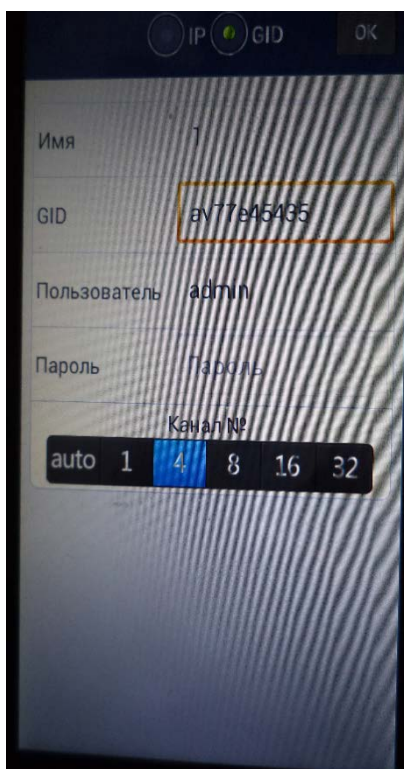 IP GID OK
Имя 1
GID av77e45435
Пользователь admin
Пароль Пароль
Канал №
auto 1 4 8 16 32